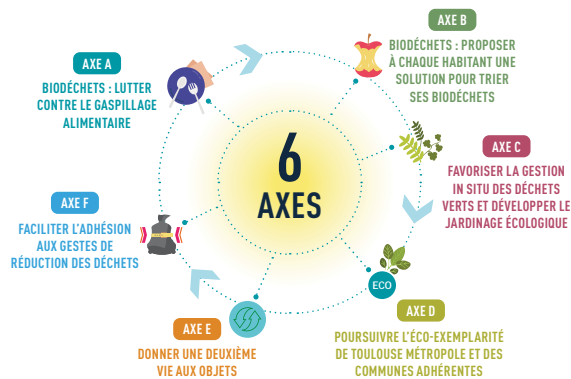 6
AXES
AXE A
BIODÉCHETS : LUTTER
CONTRE LE GASPILLAGE
ALIMENTAIRE
AXE B
BIODÉCHETS : PROPOSER
À CHAQUE HABITANT UNE
SOLUTION POUR TRIER
SES BIODÉCHETS
AXE C
FAVORISER LA GESTION
IN SITU DES DÉCHETS
VERTS ET DÉVELOPPER LE
JARDINAGE ÉCOLOGIQUE
ECO
AXE D
POURSUIVRE L'ÉCO-EXEMPLARITÉ
DE TOULOUSE MÉTROPOLE ET DES
COMMUNES ADHÉRENTES
AXE E
DONNER UNE DEUXIÈME
VIE AUX OBJETS
AXE F
FACILITER L'ADHÉSION
AUX GESTES DE
RÉDUCTION DES DÉCHETS